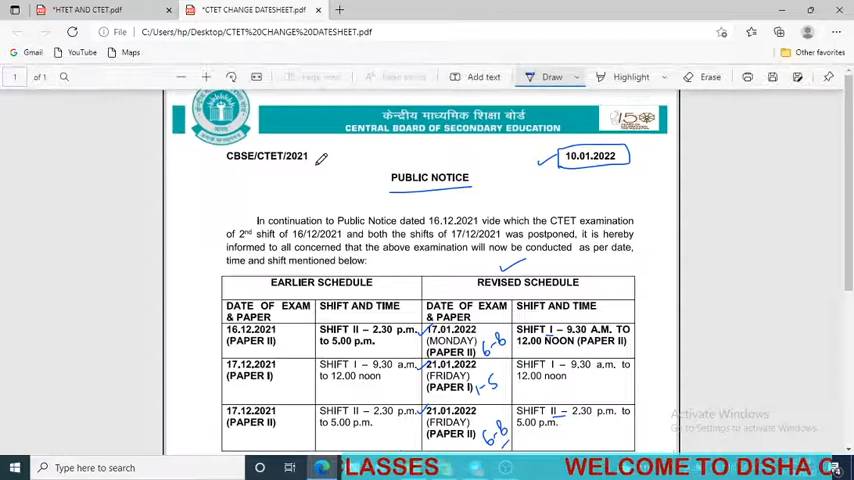 *HTET AND CTET.pdf
*CTET CHANGE DATESHEET.pdf
File
C:/Users/hp/Desktop/CTET%20CHANGE%20DATESHEET.pdf
Other favorites
Gmail
YouTube
Maps
1
of 1
Page view
Add text
Draw
Highlight
Erase
केन्द्रीय माध्यमिक शिक्षा बोर्ड
CENTRAL BOARD OF SECONDARY EDUCATION
CBSE/CTET/2021
10.01.2022
PUBLIC NOTICE
In continuation to Public Notice dated 16.12.2021 vide which the CTET examination
of 2nd shift of 16/12/2021 and both the shifts of 17/12/2021 was postponed, it is hereby
informed to all concerned that the above examination will now be conducted as per date,
time and shift mentioned below:
EARLIER SCHEDULE
REVISED SCHEDULE
DATE OF EXAM & PAPER
SHIFT AND TIME
DATE OF EXAM & PAPER
SHIFT AND TIME
16.12.2021 (PAPER II)
SHIFT II – 2.30 p.m. to 5.00 p.m.
17.01.2022 (MONDAY) (PAPER II)
6-8
SHIFT I – 9.30 A.M. TO 12.00 NOON (PAPER II)
17.12.2021 (PAPER I)
SHIFT I – 9.30 a.m. to 12.00 noon
21.01.2022 (FRIDAY) (PAPER I)
1-5
SHIFT I – 9.30 a.m. to 12.00 noon
17.12.2021 (PAPER II)
SHIFT II – 2.30 p.m. to 5.00 p.m.
21.01.2022 (FRIDAY) (PAPER II)
6-8
SHIFT II – 2.30 p.m. to 5.00 p.m.
Activate Windows
Go to Settings to activate Windows.
Type here to search
LASSES
WELCOME TO DISHA C